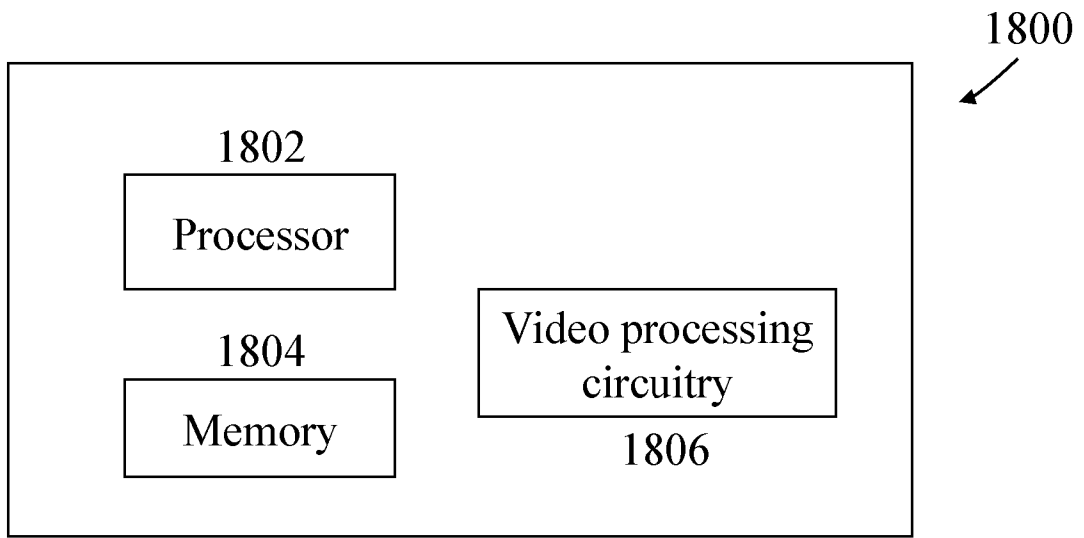 1800
1802
Processor
1804
Memory
Video processing
circuitry
1806